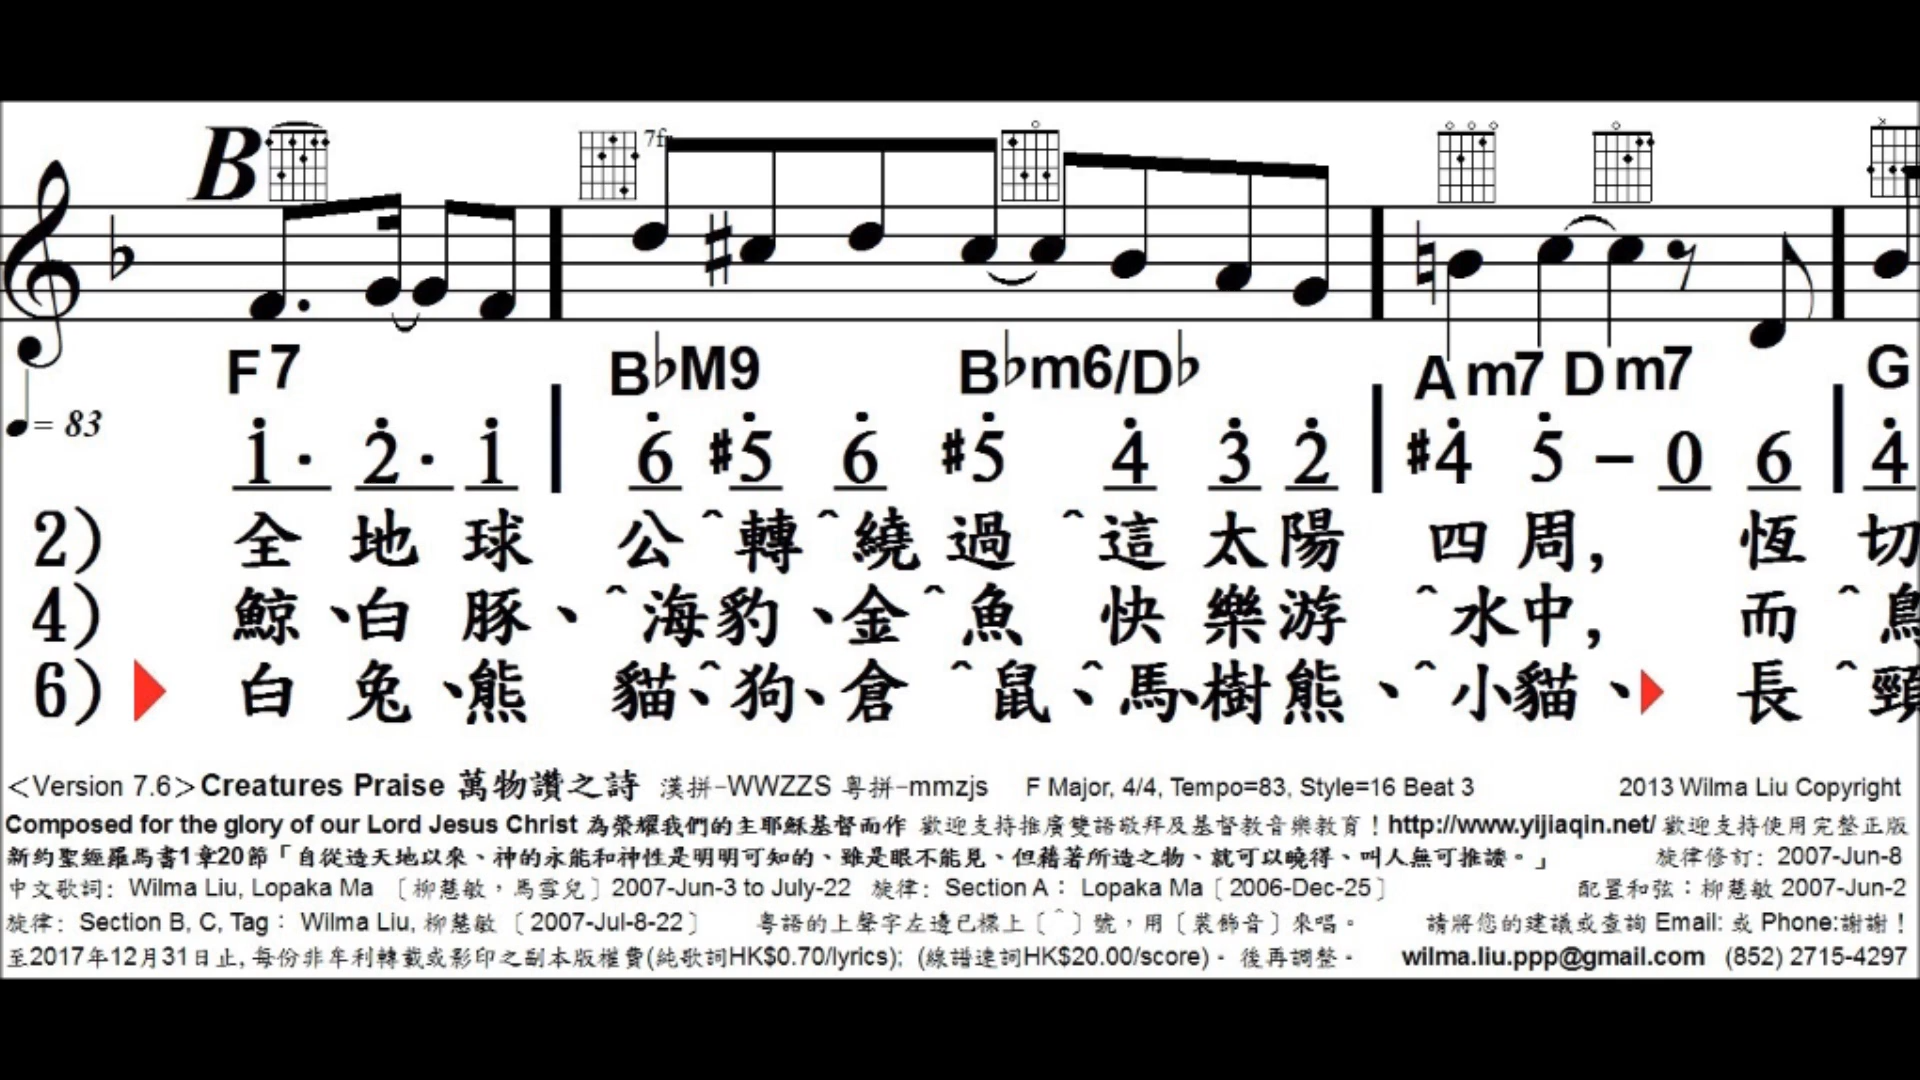 B 7fr
F7 B♭M9 B♭m6/D♭ Am7 Dm7 G
♩= 83
1· 2· 1 | 6 #5 6 #5 4 3 2 | #4 5 – 0 6 | 4
2) 全 地 球 公 ˆ轉 ˆ繞 過 ˆ這 太 陽 四 周, 恆 切
4) 鯨、白 豚、ˆ海 豹、金 ˆ魚 快 樂 游 ˆ水 中, 而 ˆ鳥
6) 白 兔、熊 貓、ˆ狗、倉 ˆ鼠、ˆ馬、樹 熊、ˆ小 貓、長 ˆ頸
<Version 7.6> Creatures Praise 萬物讚之詩 漢拼-WWZZS 粵拼-mmzjs F Major, 4/4, Tempo=83, Style=16 Beat 3 2013 Wilma Liu Copyright
Composed for the glory of our Lord Jesus Christ 為榮耀我們的主耶穌基督而作 歡迎支持推廣雙語敬拜及基督教音樂教育！http://www.yijiaqin.net/ 歡迎支持使用完整正版
新約聖經羅馬書1章20節「自從造天地以來、神的永能和神性是明明可知的、雖是眼不能見、但藉著所造之物、就可以曉得、叫人無可推諉。」 旋律修訂: 2007-Jun-8
中文歌詞: Wilma Liu, Lopaka Ma ［柳慧敏，馬雪兒］2007-Jun-3 to July-22 旋律: Section A： Lopaka Ma［2006-Dec-25］ 配置和弦：柳慧敏 2007-Jun-2
旋律: Section B, C, Tag： Wilma Liu, 柳慧敏 ［2007-Jul-8-22］ 粵語的上聲字左邊已標上［ˆ］號，用［裝飾音］來唱。 請將您的建議或查詢 Email: 或 Phone:謝謝！
至2017年12月31日止, 每份非牟利轉載或影印之副本版權費(純歌詞HK$0.70/lyrics); (線譜連詞HK$20.00/score)。後再調整。 wilma.liu.ppp@gmail.com (852) 2715-4297